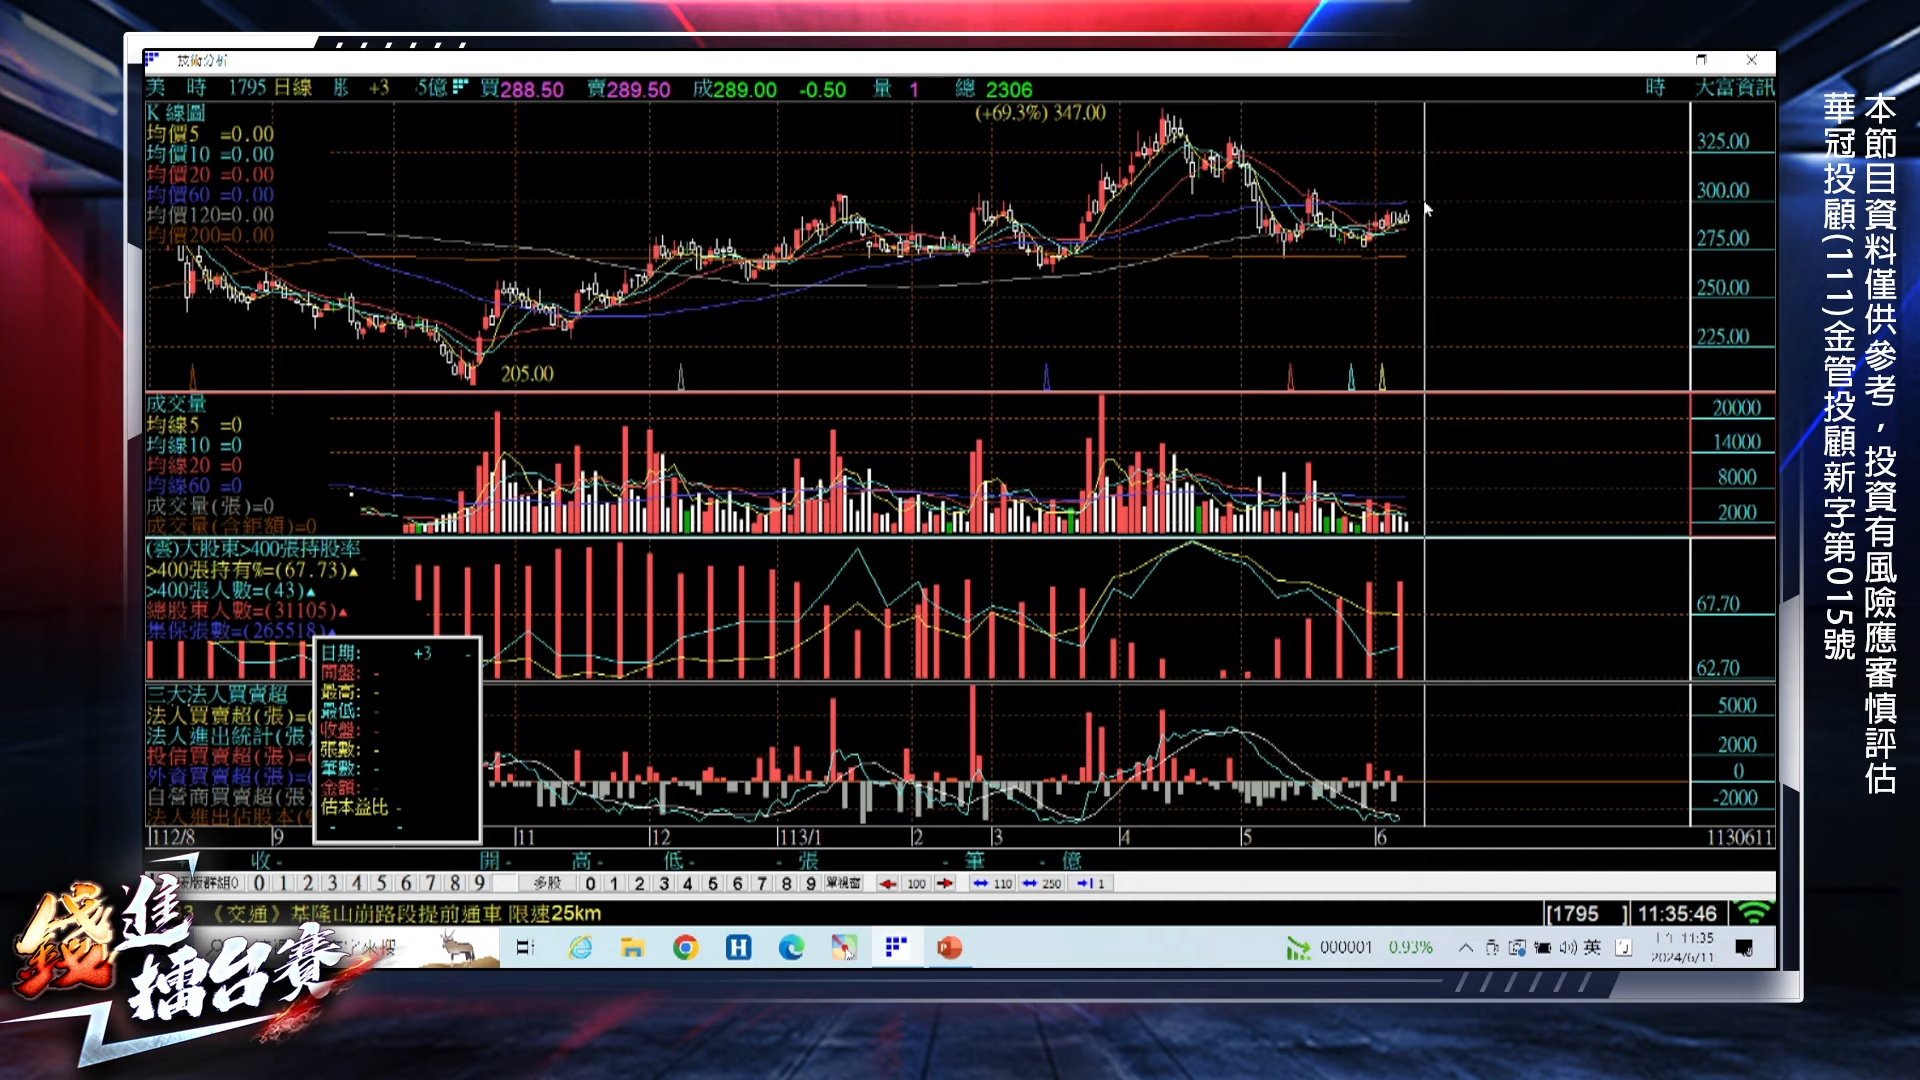 技術分析
美 時 1795 日線 +3 5億 買288.50 賣289.50 成289.00 -0.50 量 1 總 2306 時 大富資訊
K 線圖
均價5 =0.00
均價10 =0.00
均價20 =0.00
均價60 =0.00
均價120=0.00
均價200=0.00
(+69.3%) 347.00
205.00
325.00
300.00
275.00
250.00
225.00
成交量
均線5 =0
均線10 =0
均線20 =0
均線60 =0
成交量(張)=0
成交量(含鉅額)=0
20000
14000
8000
2000
(雲)大股東>400張持股率
>400張持有%=(67.73)▲
>400張人數=(43)▲
總股東人數=(31105)▲
集保張數=(265518)▲
67.70
62.70
三大法人買賣超
法人買賣超(張)=(
法人進出統計(張)
投信買賣超(張)=(
外資買賣超(張)=(
自營商買賣超(張)
法人進出佔股本(%
5000
2000
0
-2000
日期: +3 -
開盤: -
最高: -
最低: -
收盤: -
張數: -
筆數: -
金額: -
估本益比 -
- -
112/8 9 11 12 113/1 2 3 4 5 6 1130611
收- 開- 高- 低- - 張 - 筆 - 億
0 1 2 3 4 5 6 7 8 9 多股 0 1 2 3 4 5 6 7 8 9 單視窗 100 110 250 1
《交通》基隆山崩路段提前通車 限速25km
[1795 ] 11:35:46
000001 0.93% 英 11:35
2024/6/11
錢進擂台賽
本節目資料僅供參考，投資有風險應審慎評估
華冠投顧(111)金管投顧新字第015號